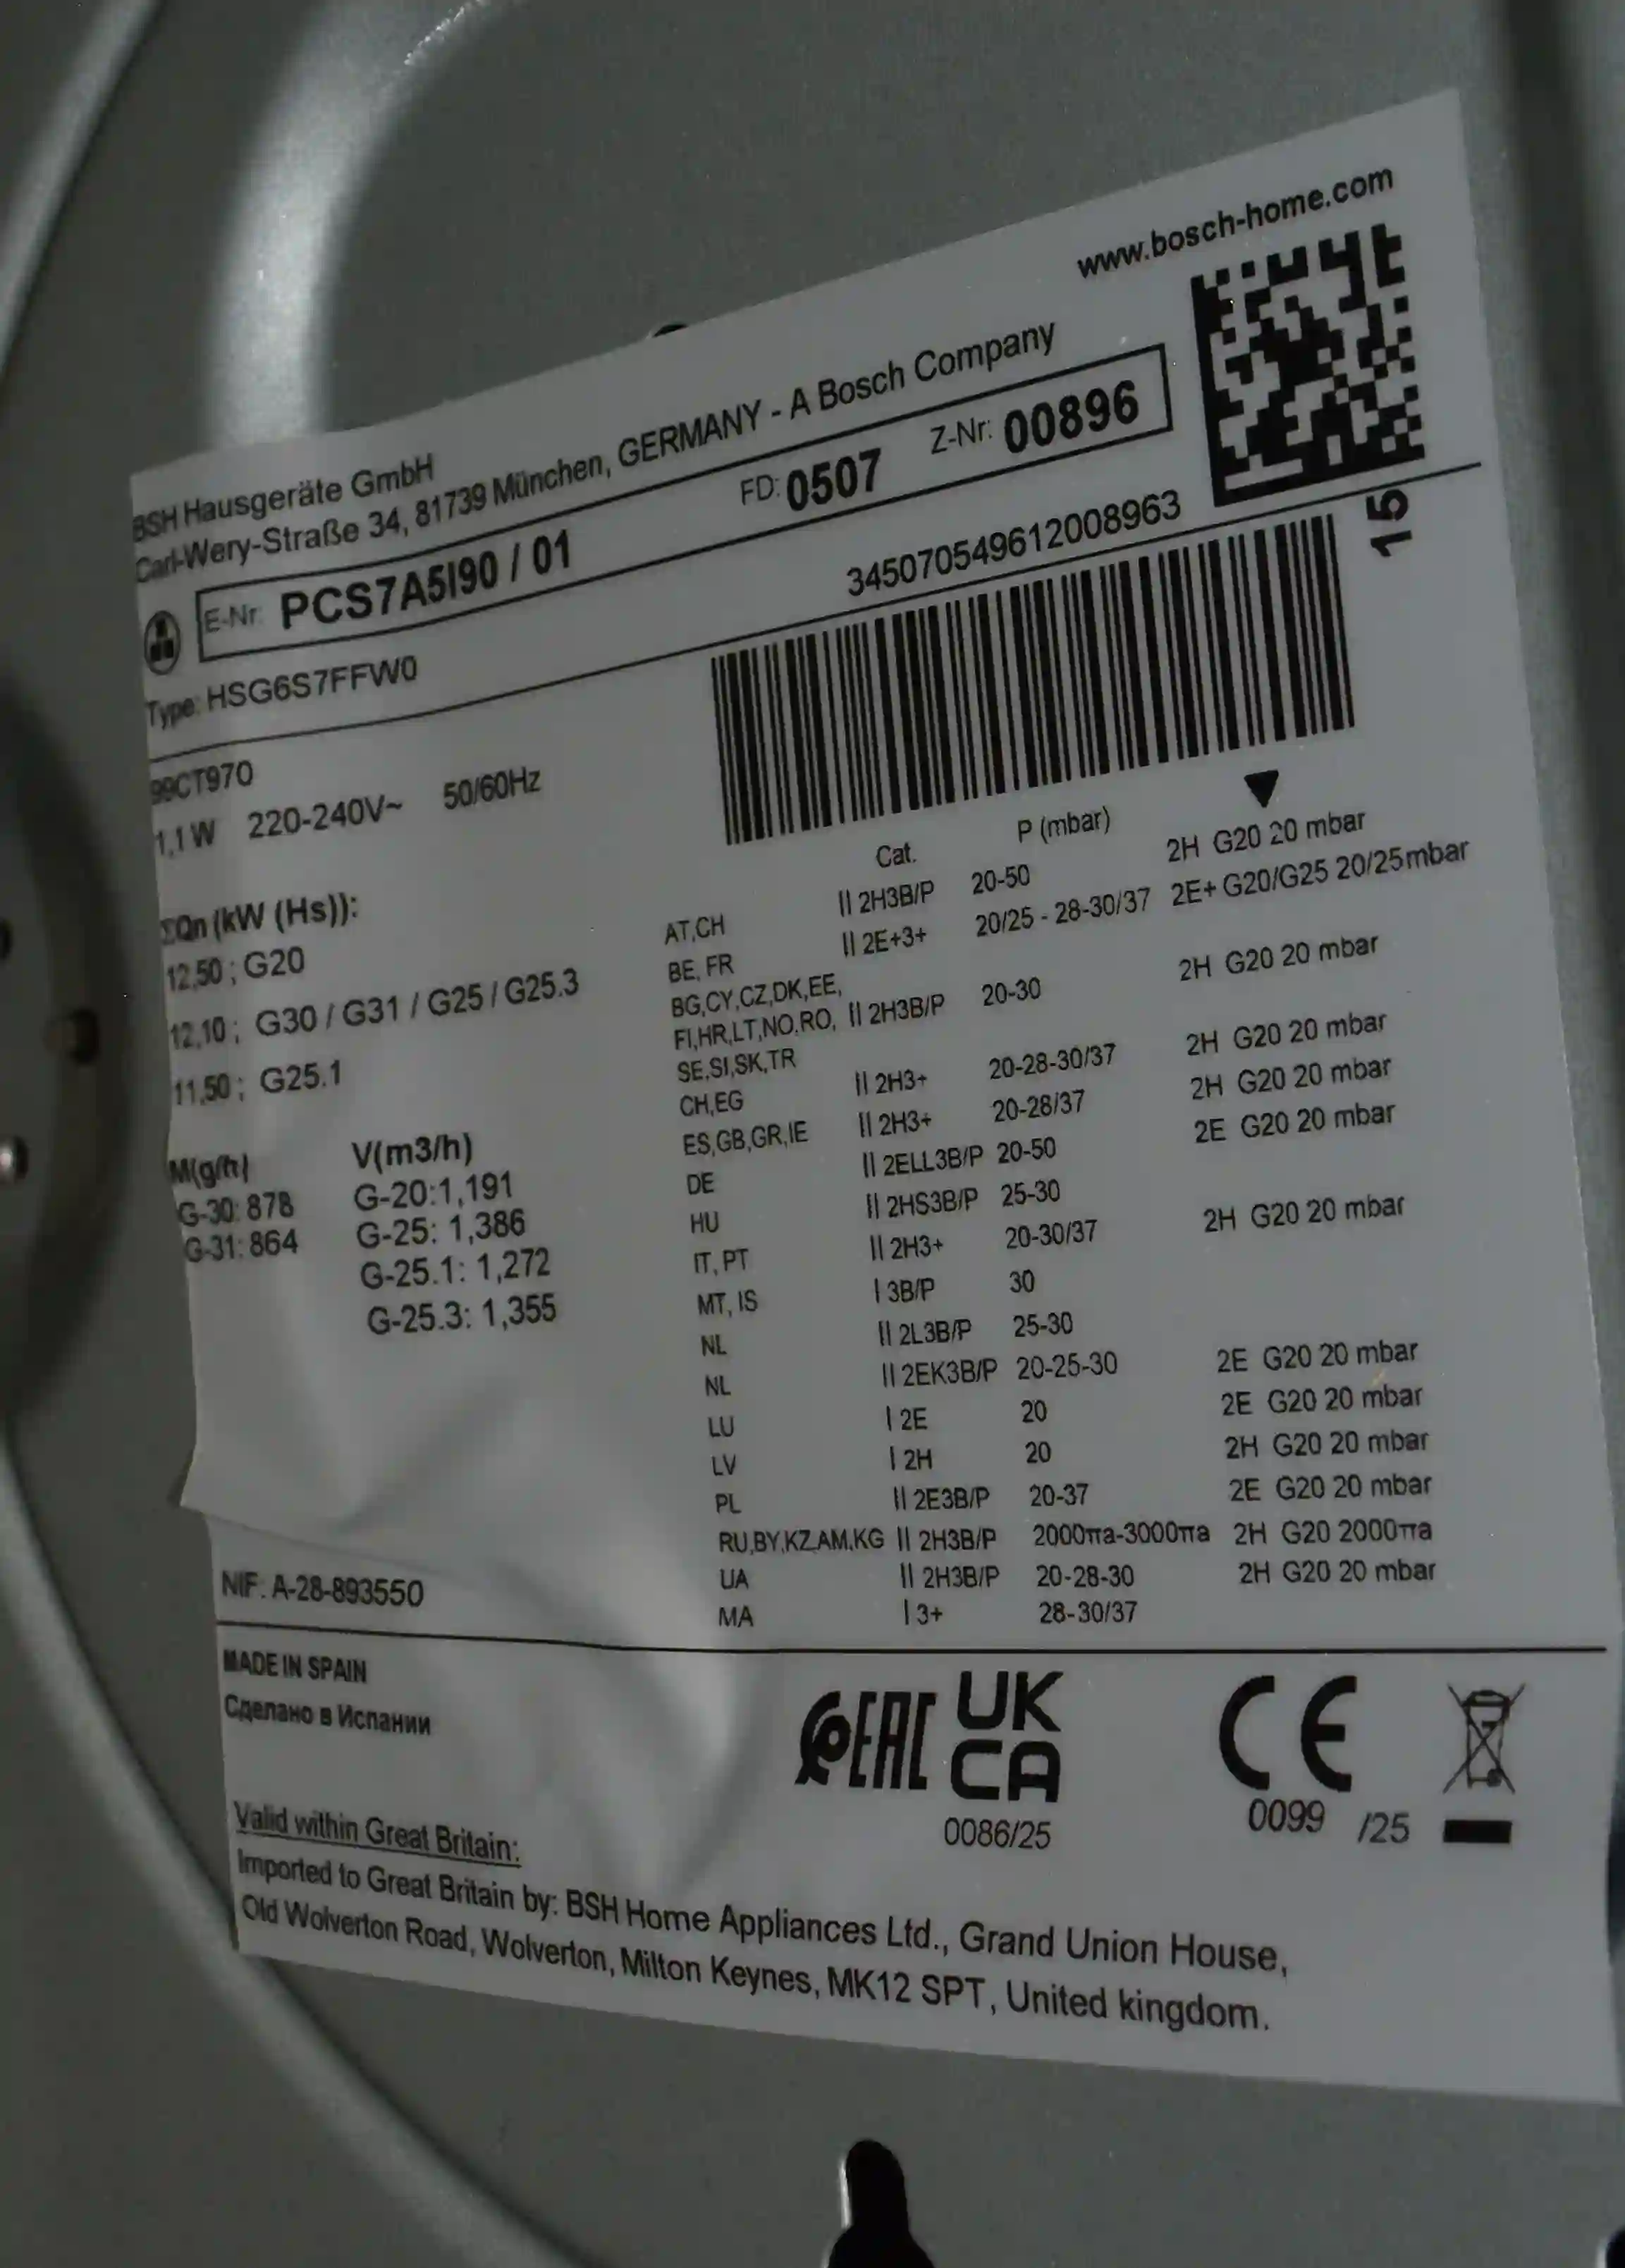 www.bosch-home.com
BSH Hausgeräte GmbH
Carl-Wery-Straße 34, 81739 München, GERMANY - A Bosch Company
E-Nr: PCS7A5I90 / 01 FD: 0507 Z-Nr: 00896
Type: HSG6S7FFW0
345070549612008963
15
99CT970
1,1 W 220-240V~ 50/60Hz
ΣQn (kW (Hs)):
12,50 ; G20
12,10 ; G30 / G31 / G25 / G25.3
11,50 ; G25.1
M(g/h) V(m3/h)
G-30: 878 G-20:1,191
G-31: 864 G-25: 1,386
G-25.1: 1,272
G-25.3: 1,355
Cat. P (mbar)
AT,CH II 2H3B/P 20-50 2H G20 20 mbar
BE, FR II 2E+3+ 20/25 - 28-30/37 2E+ G20/G25 20/25mbar
BG,CY,CZ,DK,EE,
FI,HR,LT,NO.RO, II 2H3B/P 20-30 2H G20 20 mbar
SE,SI,SK,TR
CH,EG II 2H3+ 20-28-30/37 2H G20 20 mbar
ES,GB,GR,IE II 2H3+ 20-28/37 2H G20 20 mbar
DE II 2ELL3B/P 20-50 2E G20 20 mbar
HU II 2HS3B/P 25-30
IT, PT II 2H3+ 20-30/37 2H G20 20 mbar
MT, IS I 3B/P 30
NL II 2L3B/P 25-30
NL II 2EK3B/P 20-25-30 2E G20 20 mbar
LU I 2E 20 2E G20 20 mbar
LV I 2H 20 2H G20 20 mbar
PL II 2E3B/P 20-37 2E G20 20 mbar
RU,BY,KZ,AM,KG II 2H3B/P 2000πа-3000πа 2H G20 2000πа
UA II 2H3B/P 20-28-30 2H G20 20 mbar
MA I 3+ 28-30/37
NIF: A-28-893550
MADE IN SPAIN
Сделано в Испании
EAC UK CA CE
0086/25 0099 /25
Valid within Great Britain:
Imported to Great Britain by: BSH Home Appliances Ltd., Grand Union House,
Old Wolverton Road, Wolverton, Milton Keynes, MK12 SPT, United kingdom.